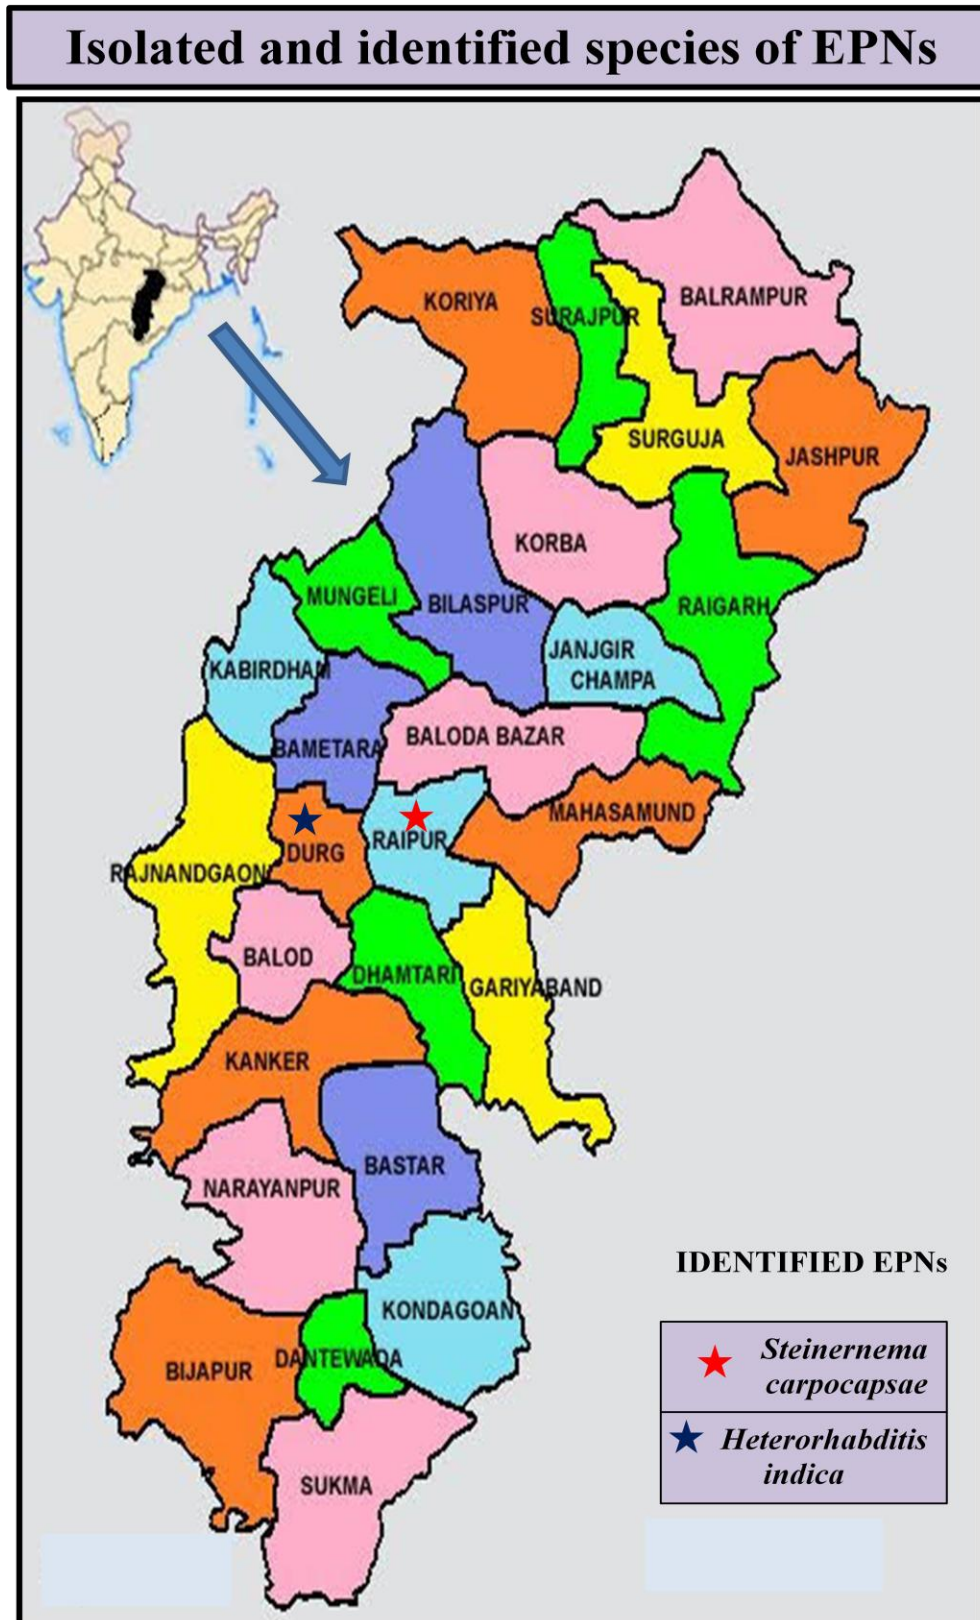 Isolated and identified species of EPNs
KORIYA
SURAJPUR
BALRAMPUR
SURGUJA
JASHPUR
KORBA
MUNGELI
BILASPUR
RAIGARH
KABIRDHAM
JANJGIR
CHAMPA
BAMETARA
BALODA BAZAR
MAHASAMUND
DURG
RAIPUR
RAJNANDGAON
BALOD
DHAMTARI
GARIYABAND
KANKER
BASTAR
NARAYANPUR
KONDAGOAN
DANTEWADA
BIJAPUR
SUKMA
IDENTIFIED EPNs
Steinernema
carpocapsae
Heterorhabditis
indica